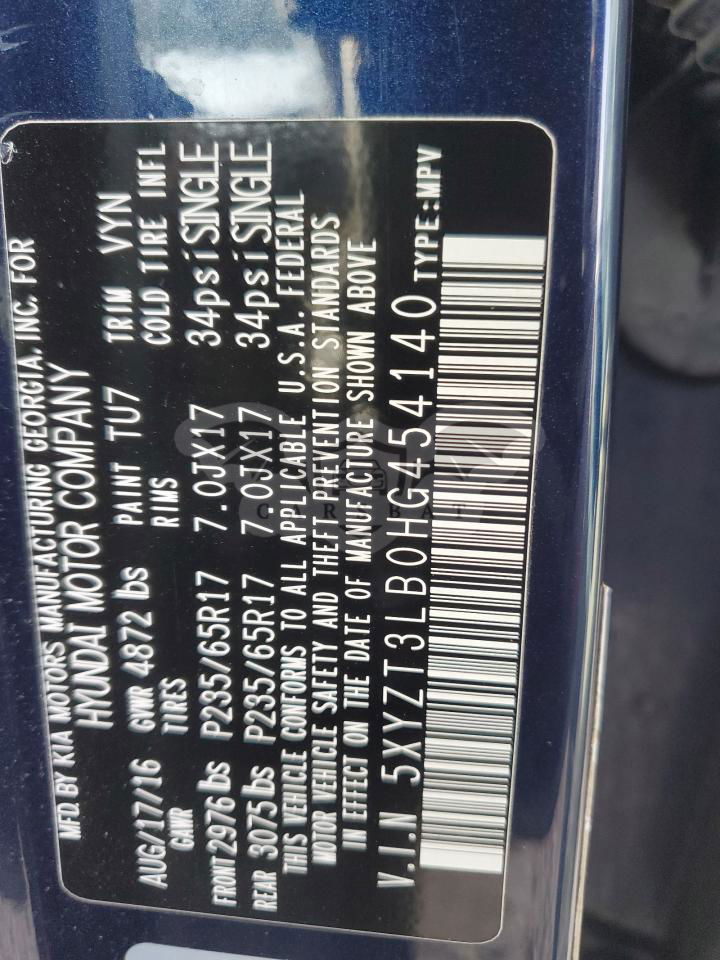 MFD. BY KIA MOTORS MANUFACTURING GEORGIA, INC. FOR
HYUNDAI MOTOR COMPANY
AUG/17/16 GVWR 4872 lbs PAINT TU7 TRIM VYN
GAWR TIRES RIMS COLD TIRE INFL
FRONT 2976 lbs P235/65R17 7.0JX17 34psi SINGLE
REAR 3075 lbs P235/65R17 7.0JX17 34psi SINGLE
THIS VEHICLE CONFORMS TO ALL APPLICABLE U.S.A. FEDERAL
MOTOR VEHICLE SAFETY AND THEFT PREVENTION STANDARDS
IN EFFECT ON THE DATE OF MANUFACTURE SHOWN ABOVE
V.I.N 5XYZT3LB0HG454140 TYPE:MPV